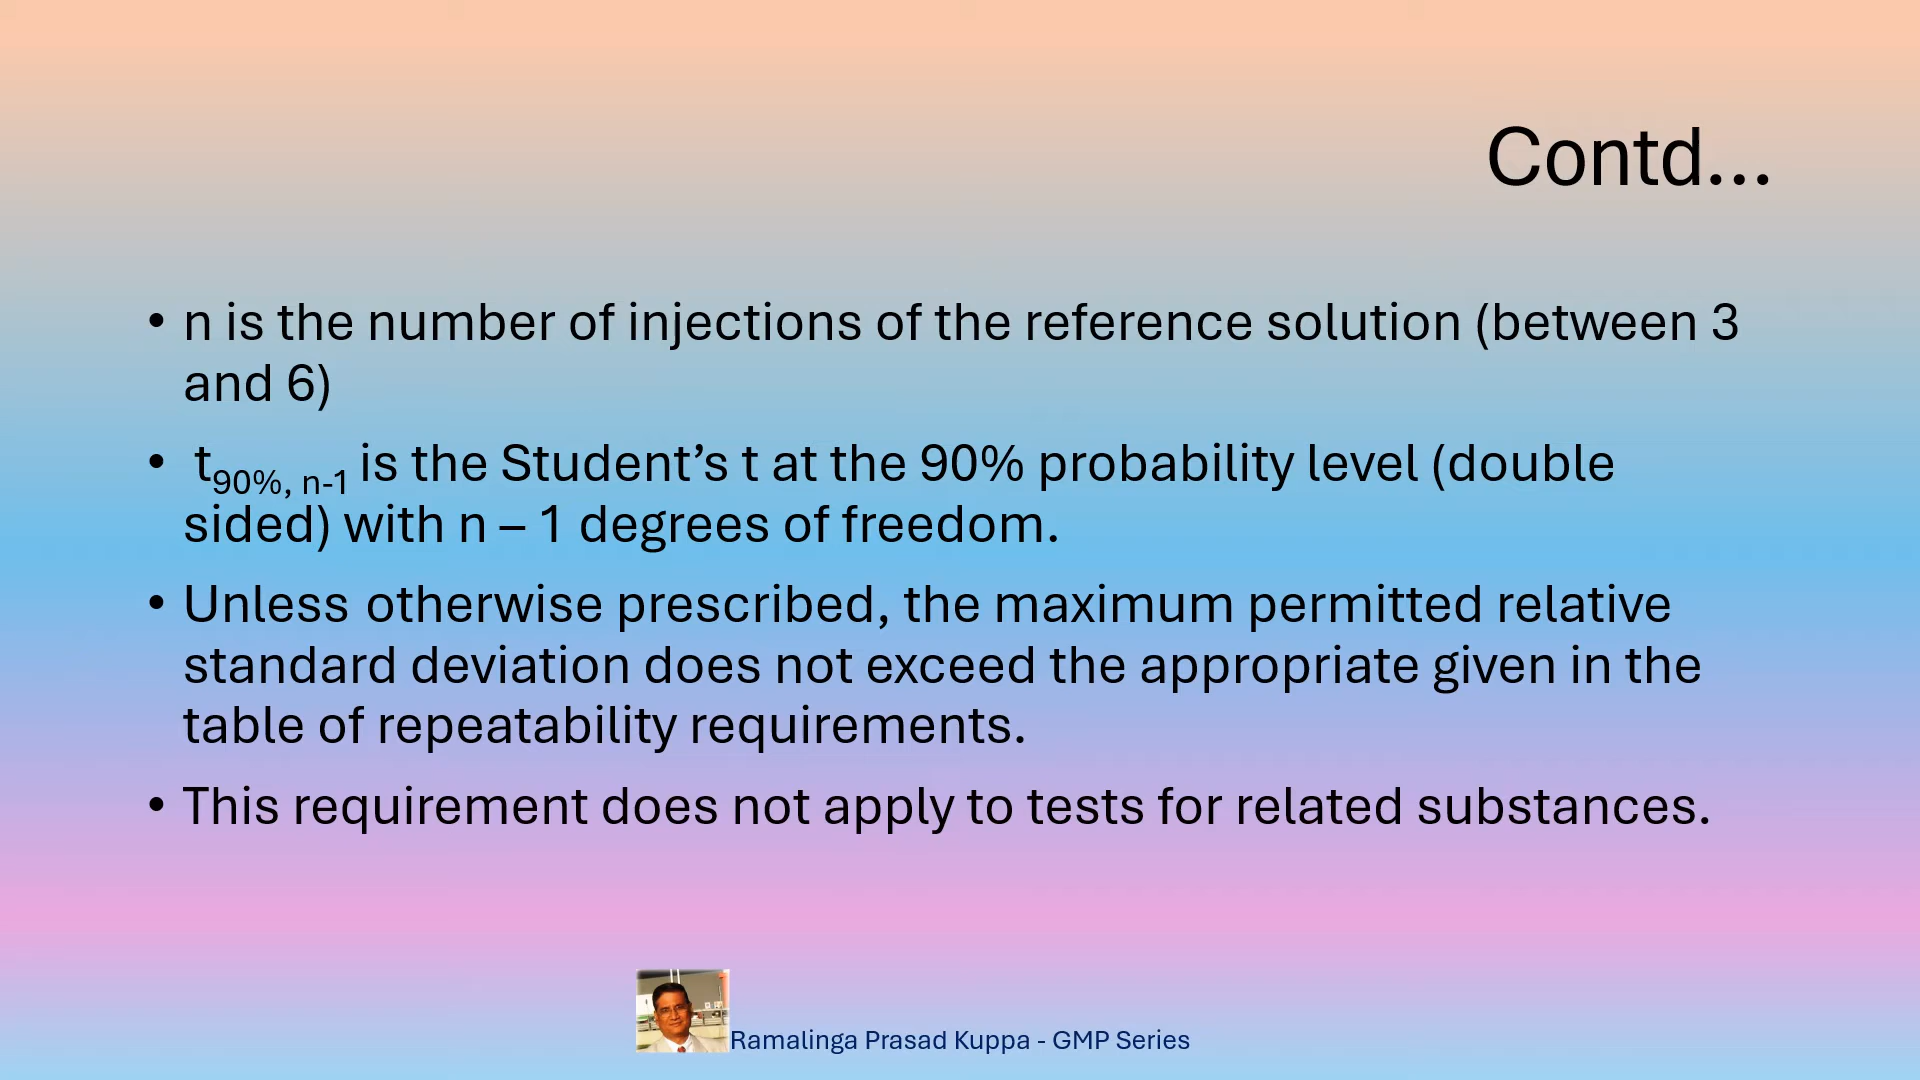 Contd...
• n is the number of injections of the reference solution (between 3
and 6)
• t90%, n-1 is the Student’s t at the 90% probability level (double
sided) with n – 1 degrees of freedom.
• Unless otherwise prescribed, the maximum permitted relative
standard deviation does not exceed the appropriate given in the
table of repeatability requirements.
• This requirement does not apply to tests for related substances.
Ramalinga Prasad Kuppa - GMP Series